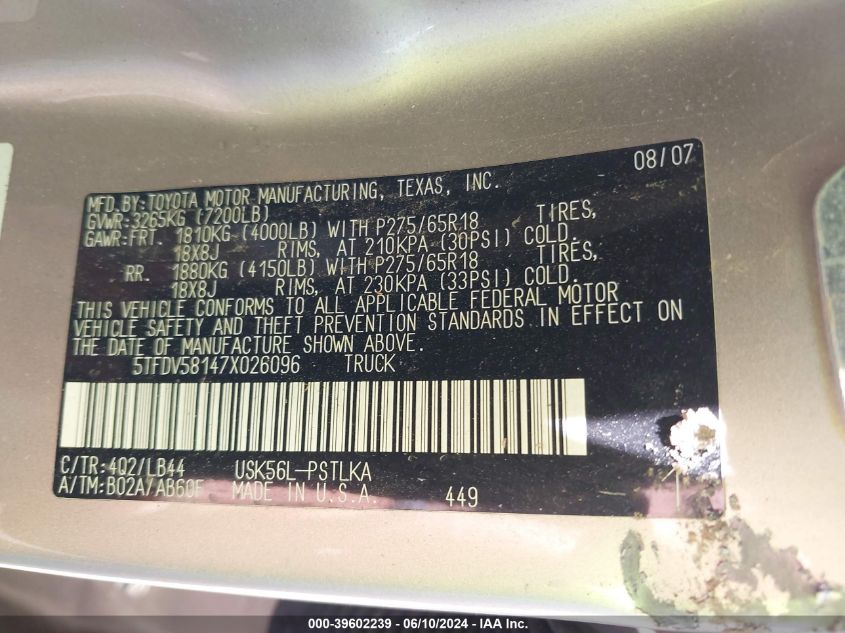 08/07
MFD.BY: TOYOTA MOTOR MANUFACTURING, TEXAS, INC.
GVWR:3265KG (7200LB)
GAWR:FRT. 1810KG (4000LB) WITH P275/65R18 TIRES,
18X8J RIMS, AT 210KPA (30PSI) COLD.
RR. 1880KG (4150LB) WITH P275/65R18 TIRES,
18X8J RIMS, AT 230KPA (33PSI) COLD.
THIS VEHICLE CONFORMS TO ALL APPLICABLE FEDERAL MOTOR
VEHICLE SAFETY AND THEFT PREVENTION STANDARDS IN EFFECT ON
THE DATE OF MANUFACTURE SHOWN ABOVE.
5TFDV58147X026096 TRUCK
C/TR:4Q2/LB44 USK56L-PSTLKA
A/TM:B02A/AB60F MADE IN U.S.A. 449
000-39602239 - 06/10/2024 - IAA Inc.